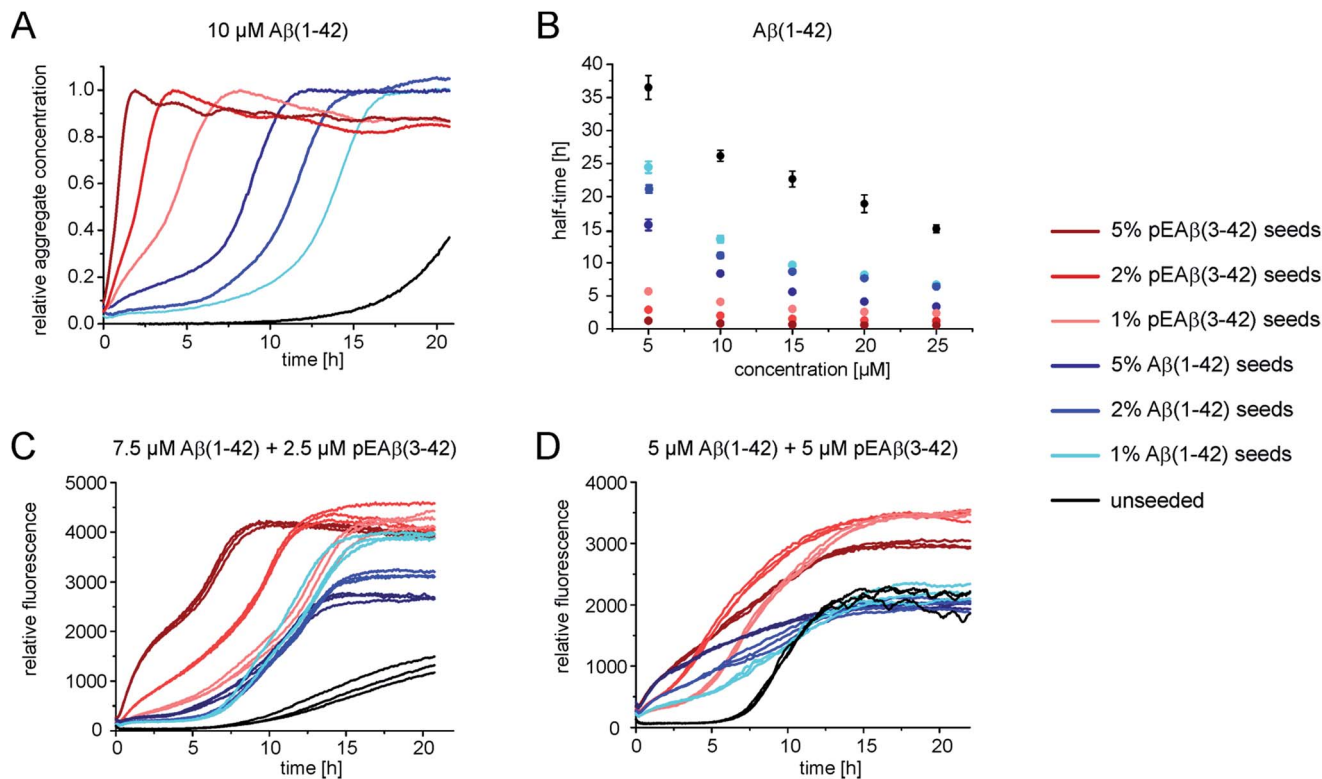 A
10 µM Aβ(1-42)
relative aggregate concentration
1.0
0.8
0.6
0.4
0.2
0.0
0
5
10
15
20
time [h]
B
Aβ(1-42)
half-time [h]
40
35
30
25
20
15
10
5
0
5
10
15
20
25
concentration [µM]
5% pEAβ(3-42) seeds
2% pEAβ(3-42) seeds
1% pEAβ(3-42) seeds
5% Aβ(1-42) seeds
2% Aβ(1-42) seeds
1% Aβ(1-42) seeds
unseeded
C
7.5 µM Aβ(1-42) + 2.5 µM pEAβ(3-42)
relative fluorescence
5000
4000
3000
2000
1000
0
0
5
10
15
20
time [h]
D
5 µM Aβ(1-42) + 5 µM pEAβ(3-42)
relative fluorescence
4000
3000
2000
1000
0
0
5
10
15
20
time [h]